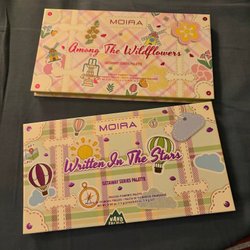 MOIRA
Among The Wildflowers
GETAWAY SERIES PALETTE
MOIRA
Written In The Stars
GETAWAY SERIES PALETTE